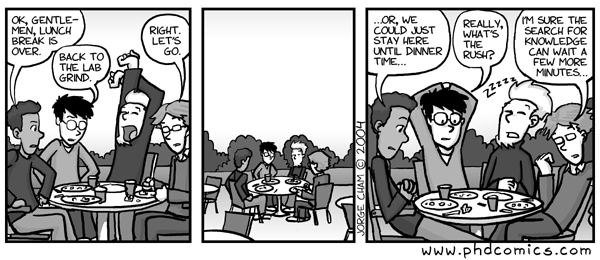 OK, GENTLE-
MEN, LUNCH
BREAK IS
OVER.
BACK TO
THE LAB
GRIND.
RIGHT.
LET'S
GO.
JORGE CHAM © 2004
...OR, WE
COULD JUST
STAY HERE
UNTIL DINNER
TIME...
REALLY,
WHAT'S
THE
RUSH?
ZZZZZ
I'M SURE THE
SEARCH FOR
KNOWLEDGE
CAN WAIT A
FEW MORE
MINUTES...
www.phdcomics.com